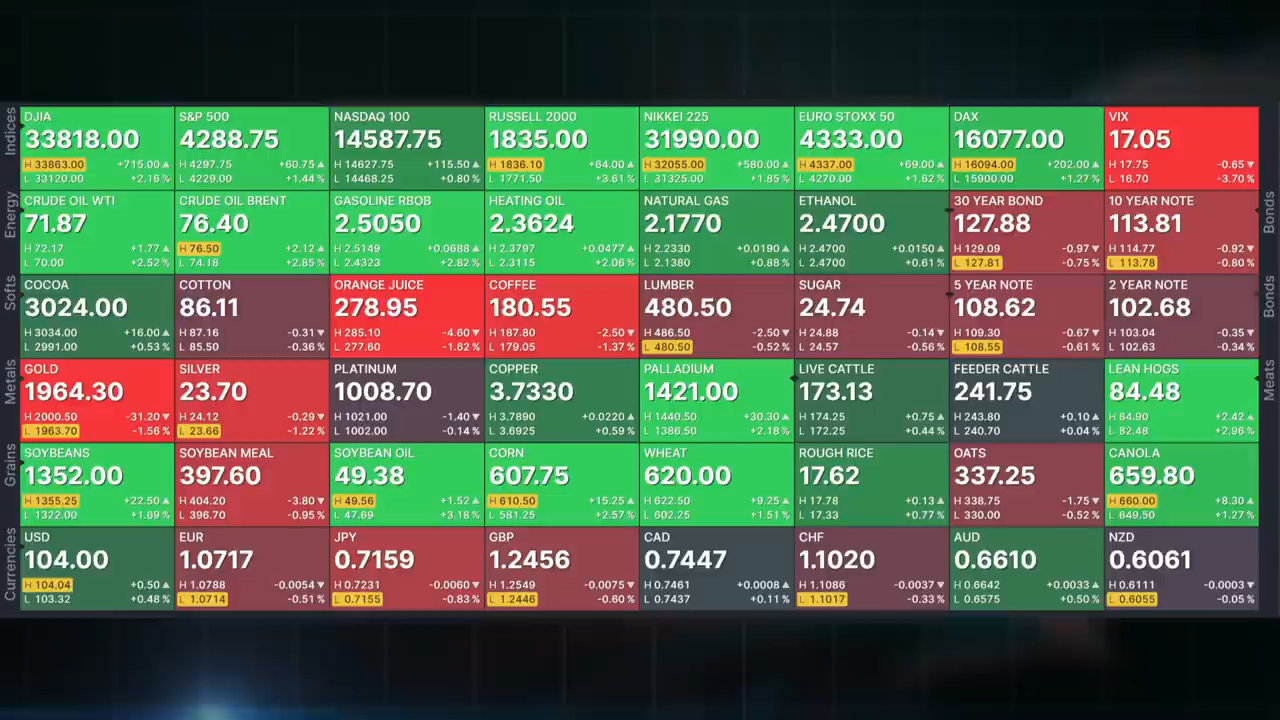 Indices
DJIA
33818.00
H 33863.00 +715.00▲
L 33120.00 +2.16%
S&P 500
4288.75
H 4297.75 +60.75▲
L 4229.00 +1.44%
NASDAQ 100
14587.75
H 14627.75 +115.50▲
L 14468.25 +0.80%
RUSSELL 2000
1835.00
H 1836.10 +64.00▲
L 1771.50 +3.61%
NIKKEI 225
31990.00
H 32055.00 +580.00▲
L 31325.00 +1.85%
EURO STOXX 50
4333.00
H 4337.00 +69.00▲
L 4270.00 +1.62%
DAX
16077.00
H 16094.00 +202.00▲
L 15900.00 +1.27%
VIX
17.05
H 17.75 -0.65▼
L 16.70 -3.70%
Energy
CRUDE OIL WTI
71.87
H 72.17 +1.77▲
L 70.00 +2.52%
CRUDE OIL BRENT
76.40
H 76.50 +2.12▲
L 74.18 +2.85%
GASOLINE RBOB
2.5050
H 2.5149 +0.0688▲
L 2.4323 +2.82%
HEATING OIL
2.3624
H 2.3797 +0.0477▲
L 2.3115 +2.06%
NATURAL GAS
2.1770
H 2.2330 +0.0190▲
L 2.1380 +0.88%
ETHANOL
2.4700
H 2.4700 +0.0150▲
L 2.4700 +0.61%
30 YEAR BOND
127.88
H 129.09 -0.97▼
L 127.81 -0.75%
10 YEAR NOTE
113.81
H 114.77 -0.92▼
L 113.78 -0.80%
Bonds
Softs
COCOA
3024.00
H 3034.00 +16.00▲
L 2991.00 +0.53%
COTTON
86.11
H 87.16 -0.31▼
L 85.50 -0.36%
ORANGE JUICE
278.95
H 285.10 -4.60▼
L 277.60 -1.62%
COFFEE
180.55
H 187.80 -2.50▼
L 179.05 -1.37%
LUMBER
480.50
H 486.50 -2.50▼
L 480.50 -0.52%
SUGAR
24.74
H 24.88 -0.14▼
L 24.57 -0.56%
5 YEAR NOTE
108.62
H 109.30 -0.67▼
L 108.55 -0.61%
2 YEAR NOTE
102.68
H 103.04 -0.35▼
L 102.63 -0.34%
Bonds
Metals
GOLD
1964.30
H 2000.50 -31.20▼
L 1963.70 -1.56%
SILVER
23.70
H 24.12 -0.29▼
L 23.66 -1.22%
PLATINUM
1008.70
H 1021.00 -1.40▼
L 1002.00 -0.14%
COPPER
3.7330
H 3.7890 +0.0220▲
L 3.6925 +0.59%
PALLADIUM
1421.00
H 1440.50 +30.30▲
L 1386.50 +2.18%
LIVE CATTLE
173.13
H 174.25 +0.75▲
L 172.25 +0.44%
FEEDER CATTLE
241.75
H 243.80 +0.10▲
L 240.70 +0.04%
LEAN HOGS
84.48
H 84.90 +2.42▲
L 82.48 +2.96%
Meats
Grains
SOYBEANS
1352.00
H 1355.25 +22.50▲
L 1322.00 +1.69%
SOYBEAN MEAL
397.60
H 404.20 -3.80▼
L 396.70 -0.95%
SOYBEAN OIL
49.38
H 49.56 +1.52▲
L 47.69 +3.18%
CORN
607.75
H 610.50 +15.25▲
L 581.25 +2.57%
WHEAT
620.00
H 622.50 +9.25▲
L 602.25 +1.51%
ROUGH RICE
17.62
H 17.78 +0.13▲
L 17.33 +0.77%
OATS
337.25
H 338.75 -1.75▼
L 330.00 -0.52%
CANOLA
659.80
H 660.00 +8.30▲
L 649.50 +1.27%
Currencies
USD
104.00
H 104.04 +0.50▲
L 103.32 +0.48%
EUR
1.0717
H 1.0788 -0.0054▼
L 1.0714 -0.51%
JPY
0.7159
H 0.7231 -0.0060▼
L 0.7155 -0.83%
GBP
1.2456
H 1.2549 -0.0075▼
L 1.2446 -0.60%
CAD
0.7447
H 0.7461 +0.0008▲
L 0.7437 +0.11%
CHF
1.1020
H 1.1086 -0.0037▼
L 1.1017 -0.33%
AUD
0.6610
H 0.6642 +0.0033▲
L 0.6575 +0.50%
NZD
0.6061
H 0.6111 -0.0003▼
L 0.6055 -0.05%